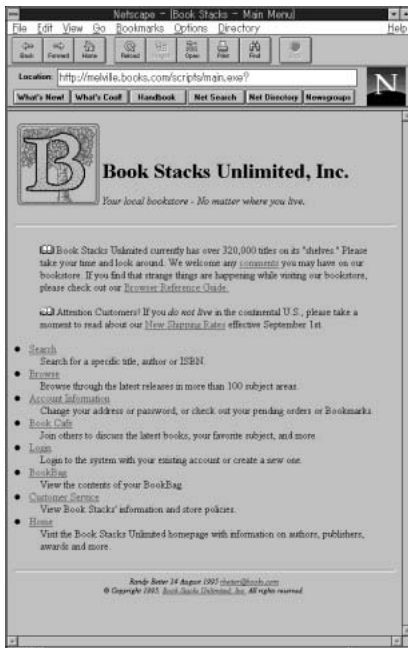 Netscape - [Book Stacks - Main Menu]
File Edit View Go Bookmarks Options Directory Help
Back Forward Home Reload Open Print Find
Location: http://melville.books.com/scripts/main.exe?
What's New! What's Cool! Handbook Net Search Net Directory Newsgroups
N
B
Book Stacks Unlimited, Inc.
Your local bookstore - No matter where you live.
Book Stacks Unlimited currently has over 320,000 titles on its "shelves." Please
take your time and look around. We welcome any comments you may have on our
bookstore. If you find that strange things are happening while visiting our bookstore,
please check out our Browser Reference Guide.
Attention Customers! If you do not live in the continental U.S., please take a
moment to read about our New Shipping Rates effective September 1st.
• Search
Search for a specific title, author or ISBN.
• Browse
Browse through the latest releases in more than 100 subject areas.
• Account Information
Change your address or password, or check out your pending orders or Bookmarks.
• Book Cafe
Join others to discuss the latest books, your favorite subject, and more.
• Login
Login to the system with your existing account or create a new one.
• BookBag
View the contents of your BookBag.
• Customer Service
View Book Stacks' information and store policies.
• Home
Visit the Book Stacks Unlimited homepage with information on authors, publishers,
awards and more.
14 August 1995
© Copyright 1995, Book Stacks Unlimited, Inc. All rights reserved.